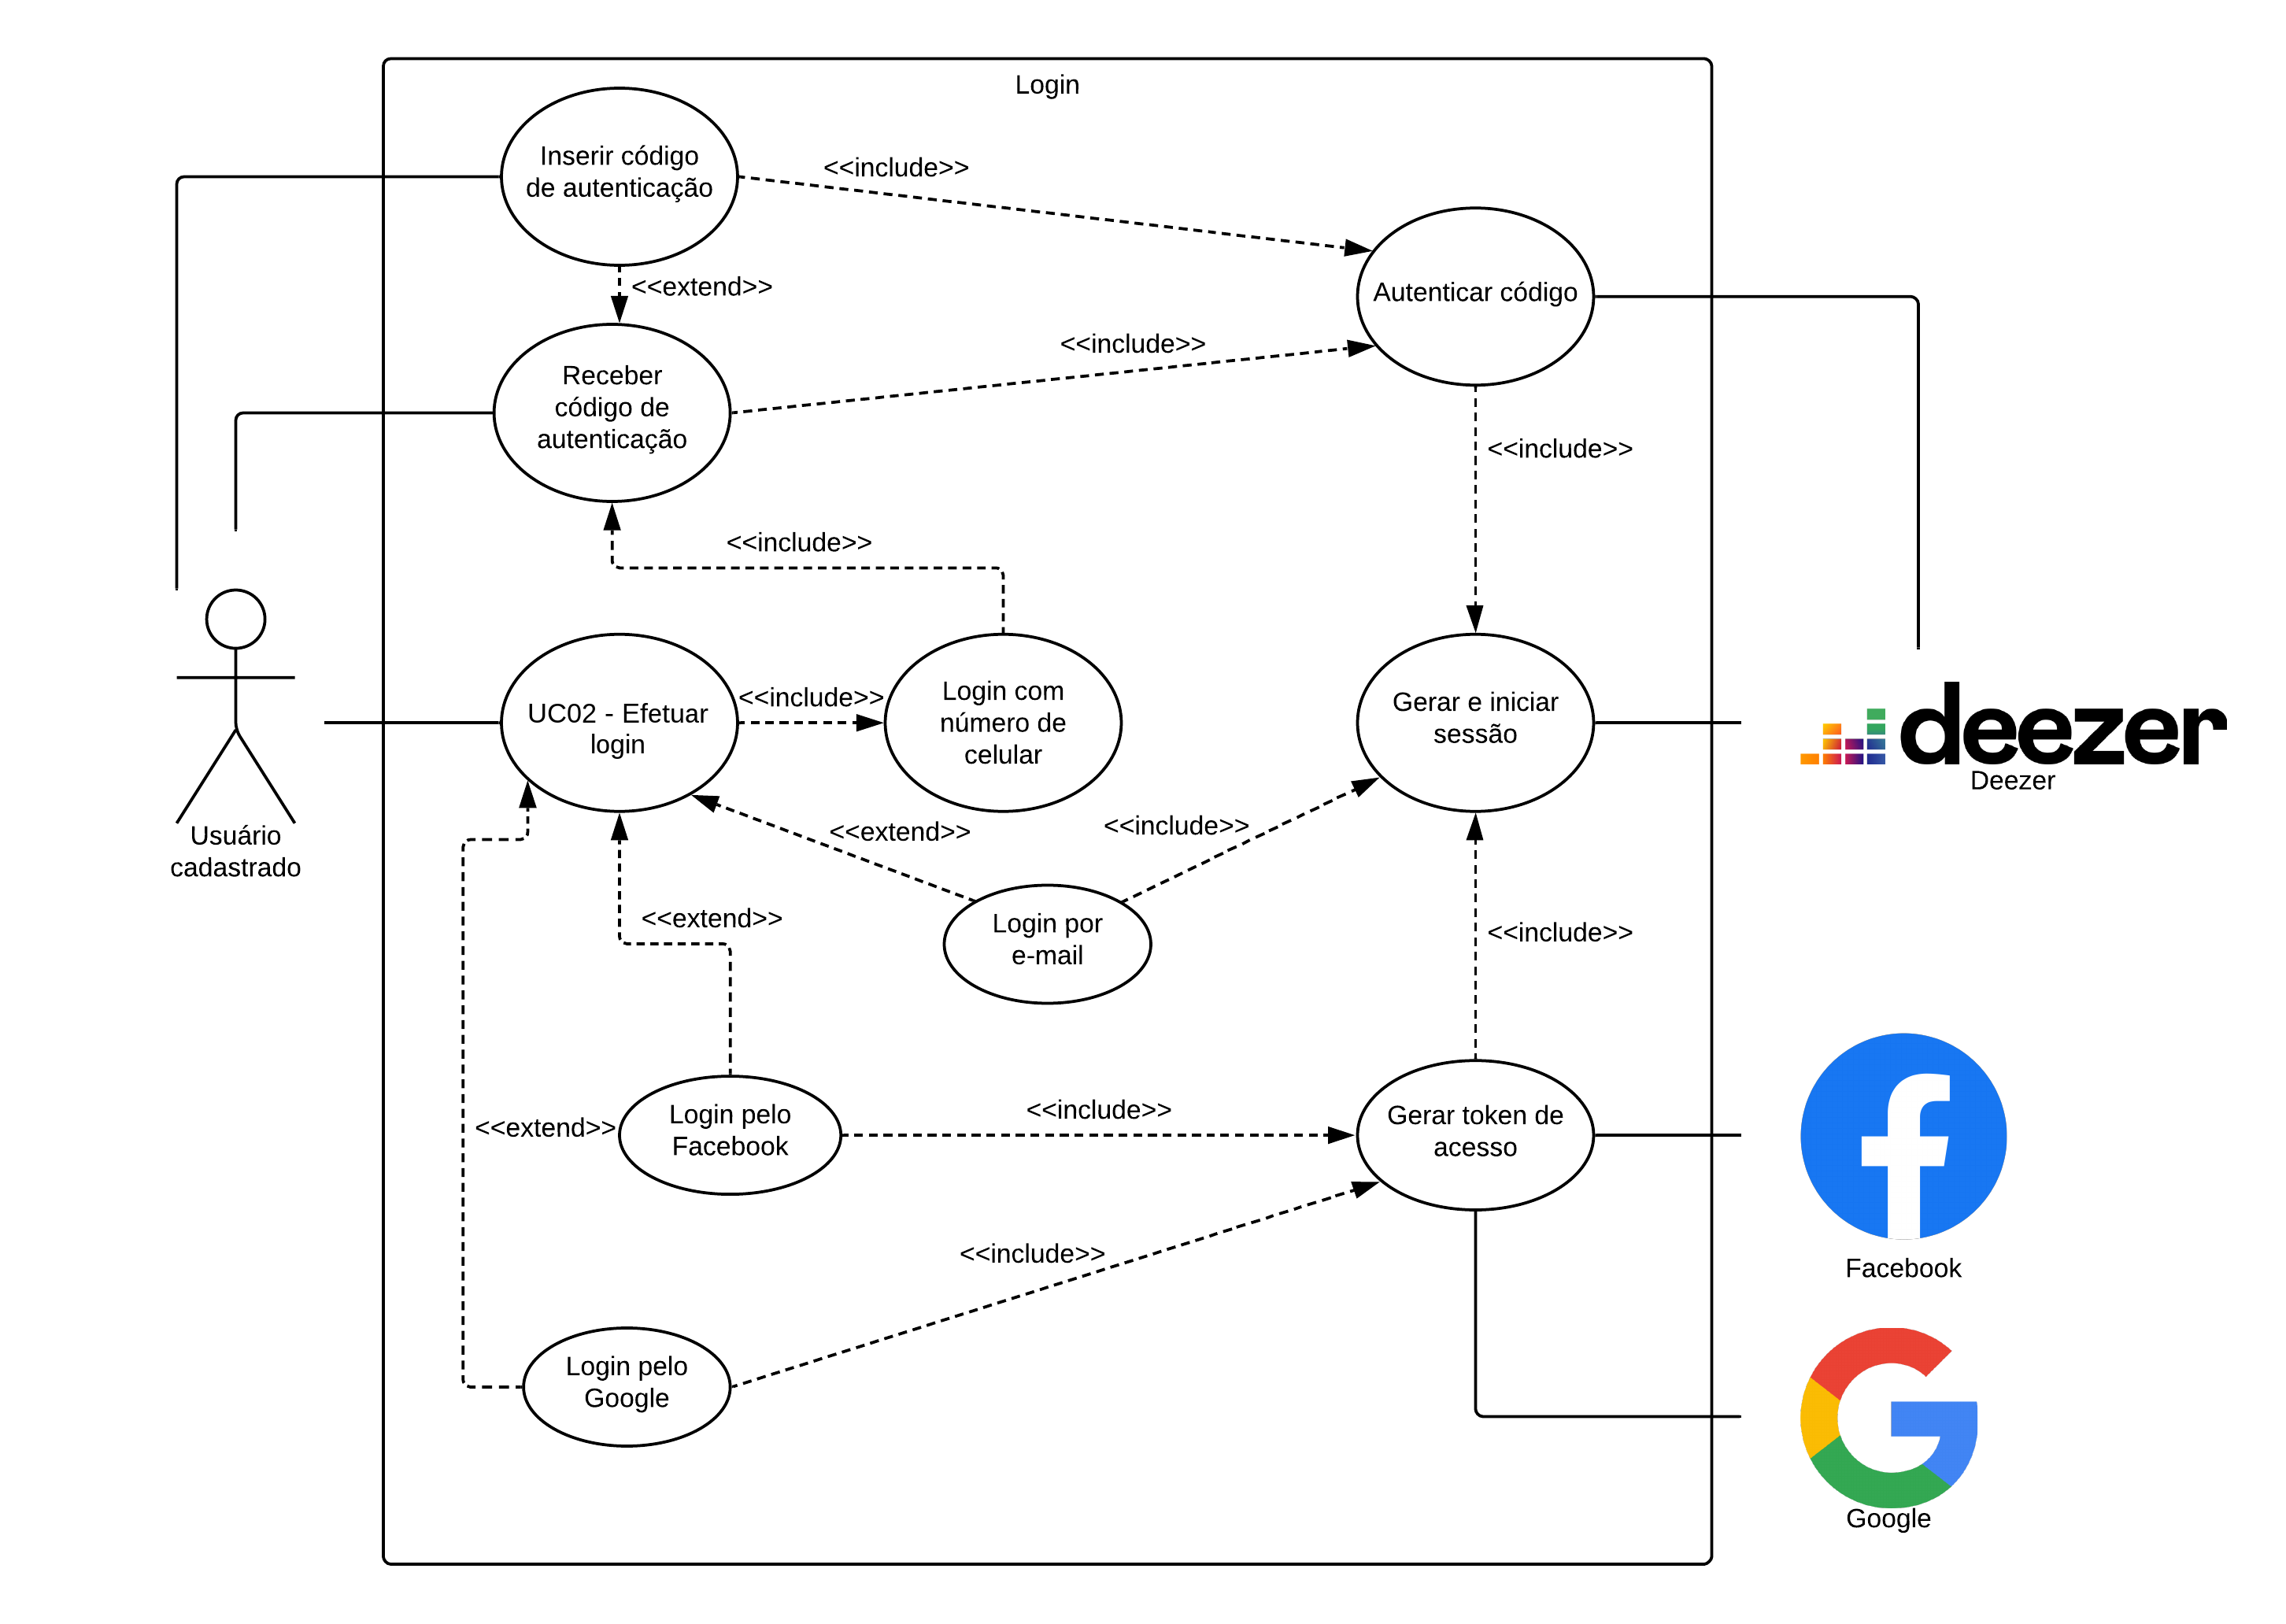 Login
Inserir código
de autenticação
<<include>>
<<extend>>
Autenticar código
<<include>>
Receber
código de
autenticação
<<include>>
<<include>>
UC02 - Efetuar
login
<<include>>
Login com
número de
celular
Gerar e iniciar
sessão
deezer
Deezer
Usuário
cadastrado
<<extend>>
<<include>>
<<extend>>
Login por
e-mail
<<include>>
<<extend>>
Login pelo
Facebook
<<include>>
Gerar token de
acesso
<<include>>
Facebook
Login pelo
Google
Google